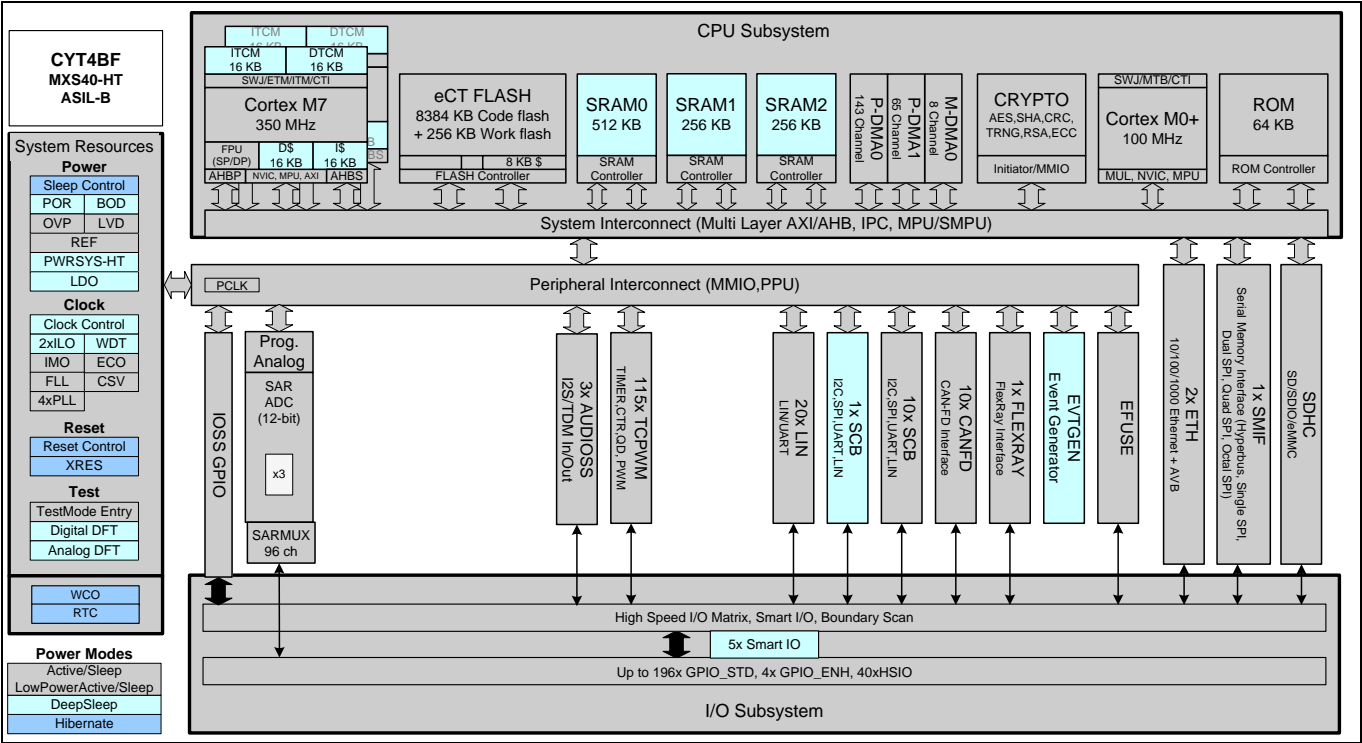 CYT4BF
MXS40-HT
ASIL-B
System Resources
Power
Sleep Control
POR BOD
OVP LVD
REF
PWRSYS-HT
LDO
Clock
Clock Control
2xILO WDT
IMO ECO
FLL CSV
4xPLL
Reset
Reset Control
XRES
Test
TestMode Entry
Digital DFT
Analog DFT
WCO
RTC
Power Modes
Active/Sleep
LowPowerActive/Sleep
DeepSleep
Hibernate
CPU Subsystem
ITCM DTCM
16 KB 16 KB
ITCM DTCM
16 KB 16 KB
SWJ/ETM/ITM/CTI
Cortex M7
350 MHz
FPU
(SP/DP)
D$
16 KB
I$
16 KB
AHBP NVIC, MPU, AXI AHBS
eCT FLASH
8384 KB Code flash
+ 256 KB Work flash
8 KB $
FLASH Controller
SRAM0
512 KB
SRAM
Controller
SRAM1
256 KB
SRAM
Controller
SRAM2
256 KB
SRAM
Controller
P-DMA0
143 Channel
P-DMA1
65 Channel
M-DMA0
8 Channel
CRYPTO
AES,SHA,CRC,
TRNG,RSA,ECC
Initiator/MMIO
SWJ/MTB/CTI
Cortex M0+
100 MHz
MUL, NVIC, MPU
ROM
64 KB
ROM Controller
System Interconnect (Multi Layer AXI/AHB, IPC, MPU/SMPU)
PCLK
Peripheral Interconnect (MMIO,PPU)
IOSS GPIO
Prog.
Analog
SAR
ADC
(12-bit)
x3
SARMUX
96 ch
3x AUDIOSS
I2S/TDM In/Out
115x TCPWM
TIMER,CTR,QD, PWM
20x LIN
LIN/UART
1x SCB
I2C,SPI,UART,LIN
10x SCB
I2C,SPI,UART,LIN
10x CANFD
CAN-FD Interface
1x FLEXRAY
FlexRay Interface
EVTGEN
Event Generator
EFUSE
2x ETH
10/100/1000 Ethernet + AVB
1x SMIF
Serial Memory Interface (Hyperbus, Single SPI,
Dual SPI, Quad SPI, Octal SPI)
SDHC
SD/SDIO/eMMC
High Speed I/O Matrix, Smart I/O, Boundary Scan
5x Smart IO
Up to 196x GPIO_STD, 4x GPIO_ENH, 40xHSIO
I/O Subsystem